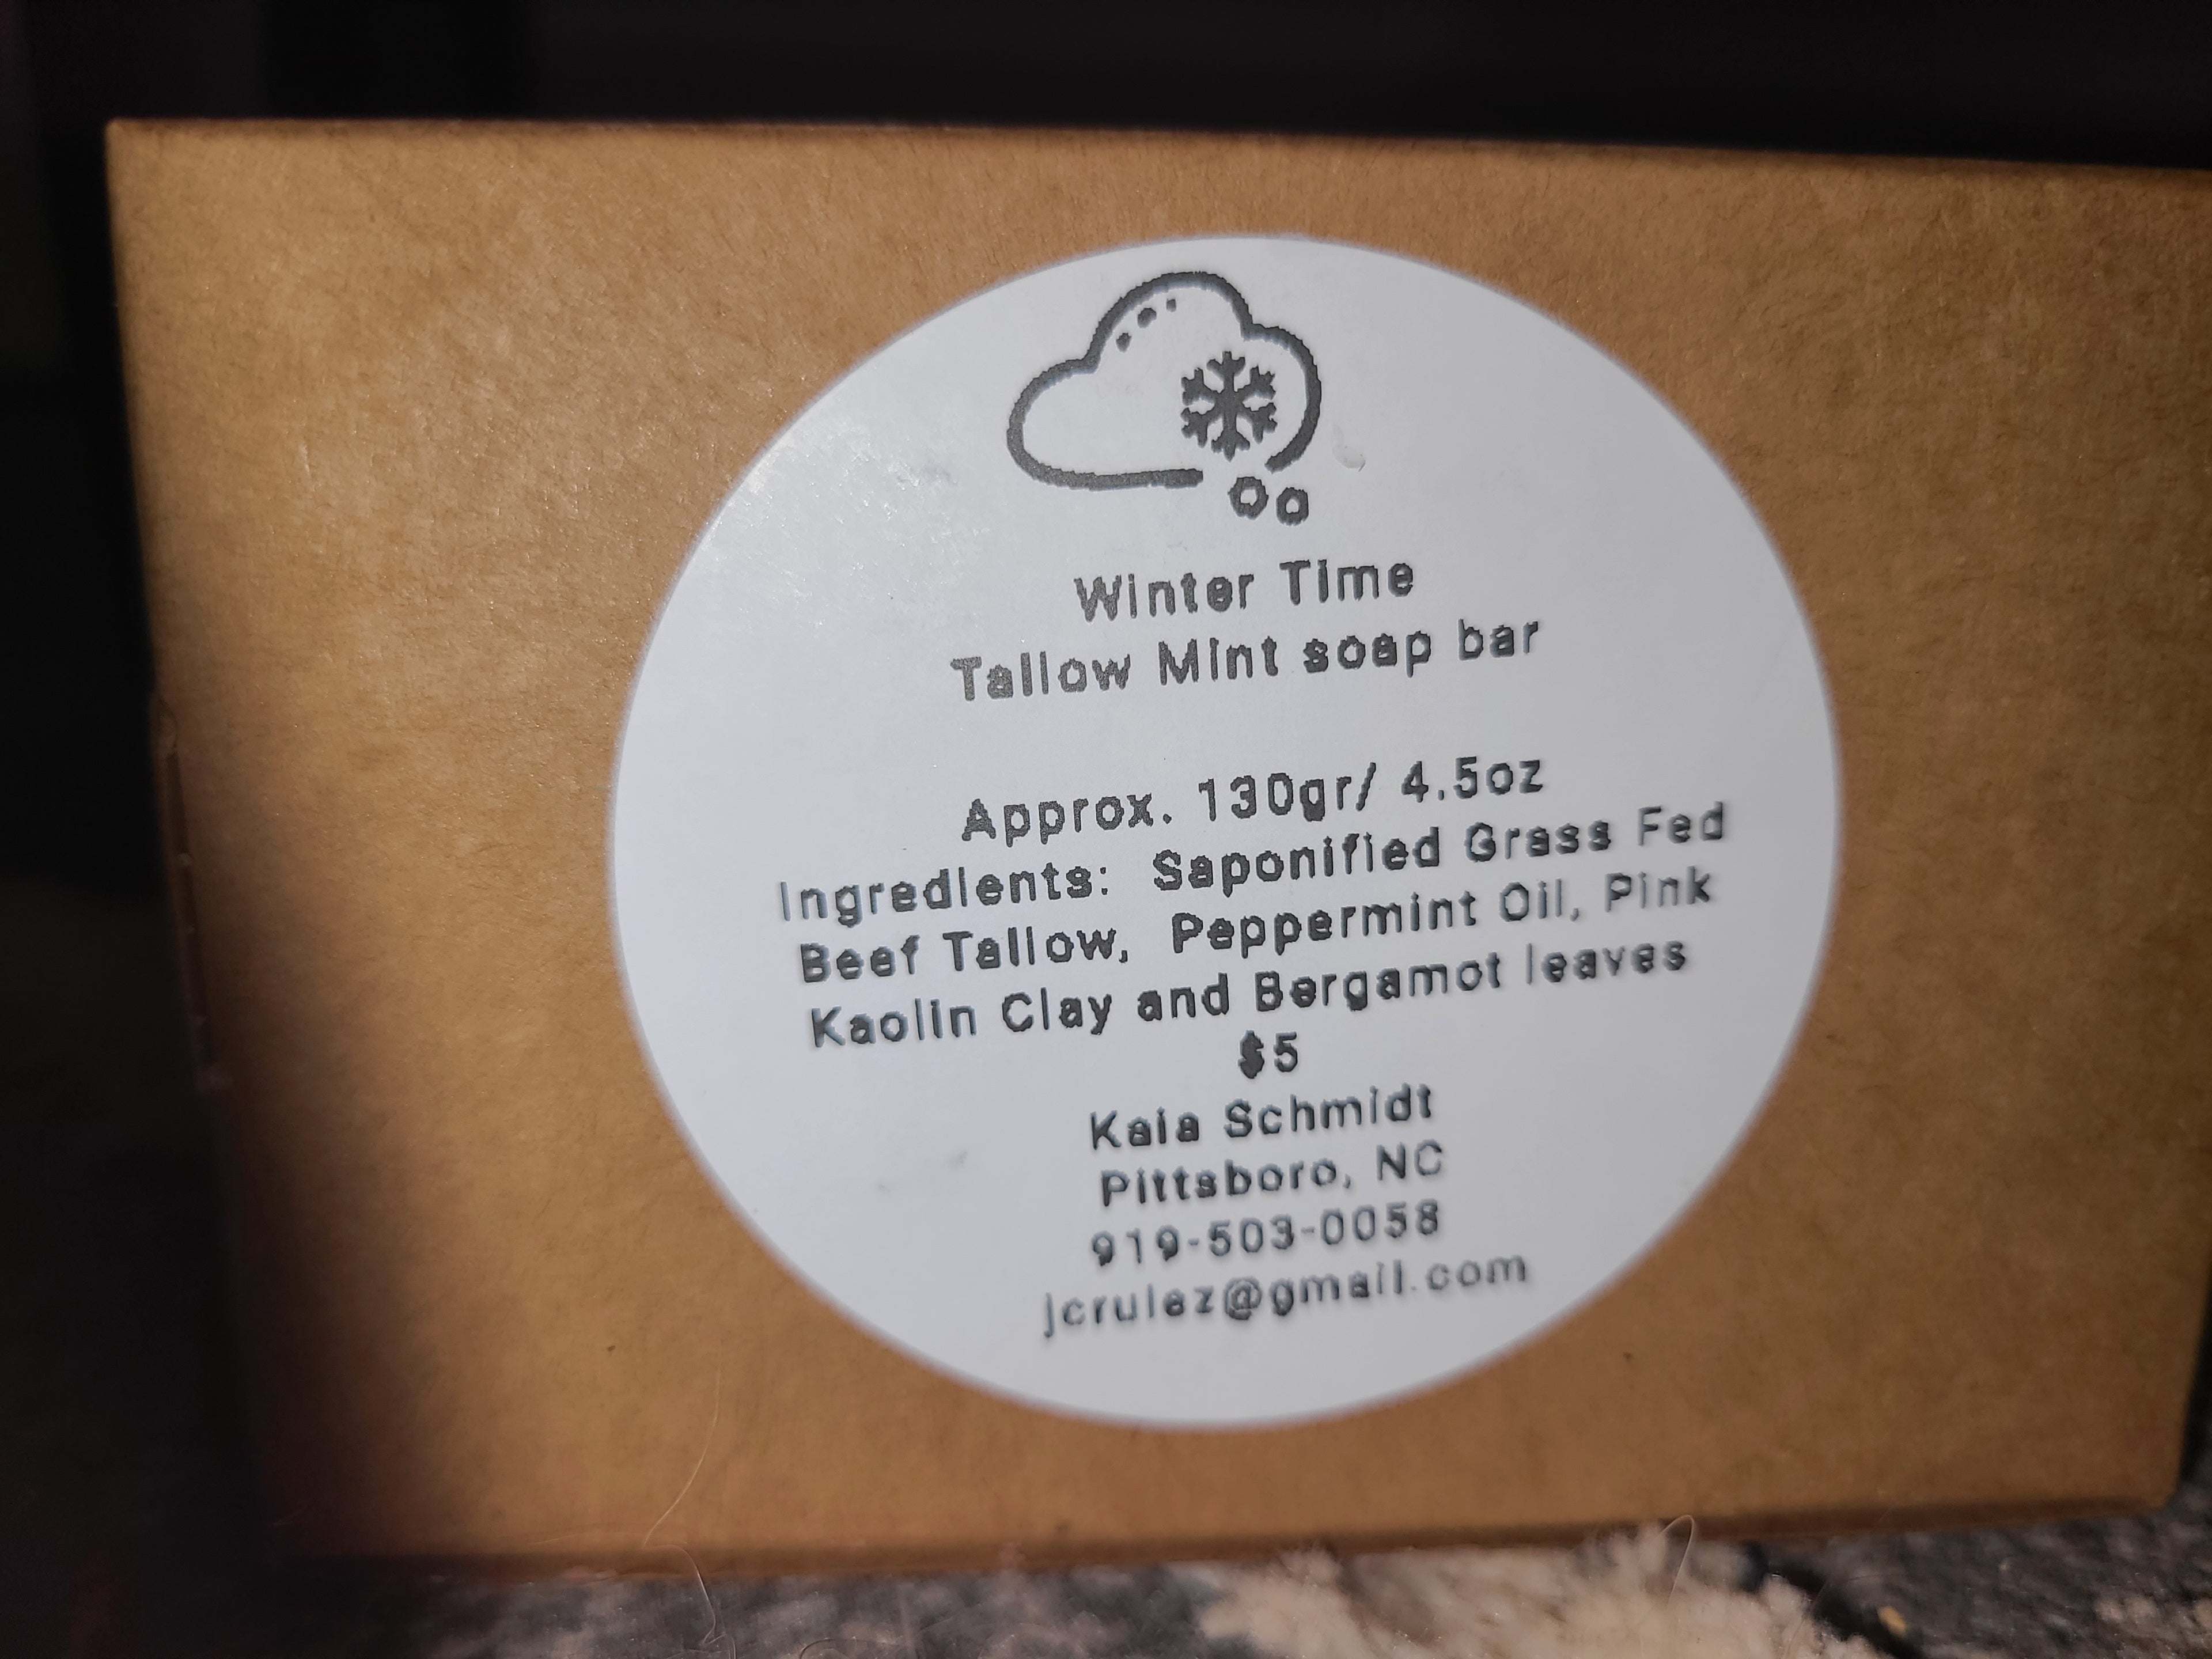 Winter Time
Tallow Mint soap bar
Approx. 130gr/ 4.5oz
Ingredients: Saponified Grass Fed
Beef Tallow, Peppermint Oil, Pink
Kaolin Clay and Bergamot leaves
$5
Kaia Schmidt
Pittsboro, NC
919-503-0058
jcrulez@gmail.com